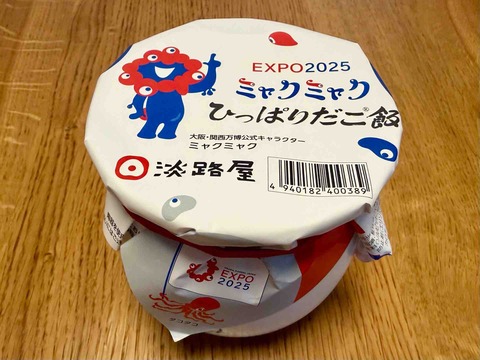 EXPO2025
ミャクミャク
ひっぱりだこ®飯
大阪・関西万博公式キャラクター
ミャクミャク
淡路屋
4 940182 400389
EXPO
2025